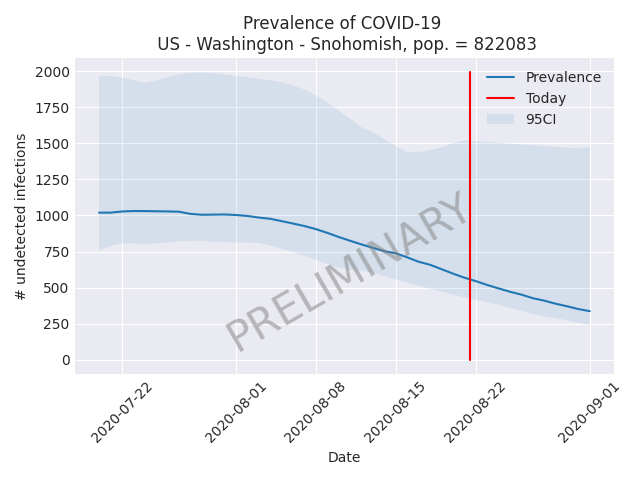 Prevalence of COVID-19
US - Washington - Snohomish, pop. = 822083
# undetected infections
2000
1750
1500
1250
1000
750
500
250
0
Prevalence
Today
95CI
PRELIMINARY
2020-07-22
2020-08-01
2020-08-08
2020-08-15
2020-08-22
2020-09-01
Date